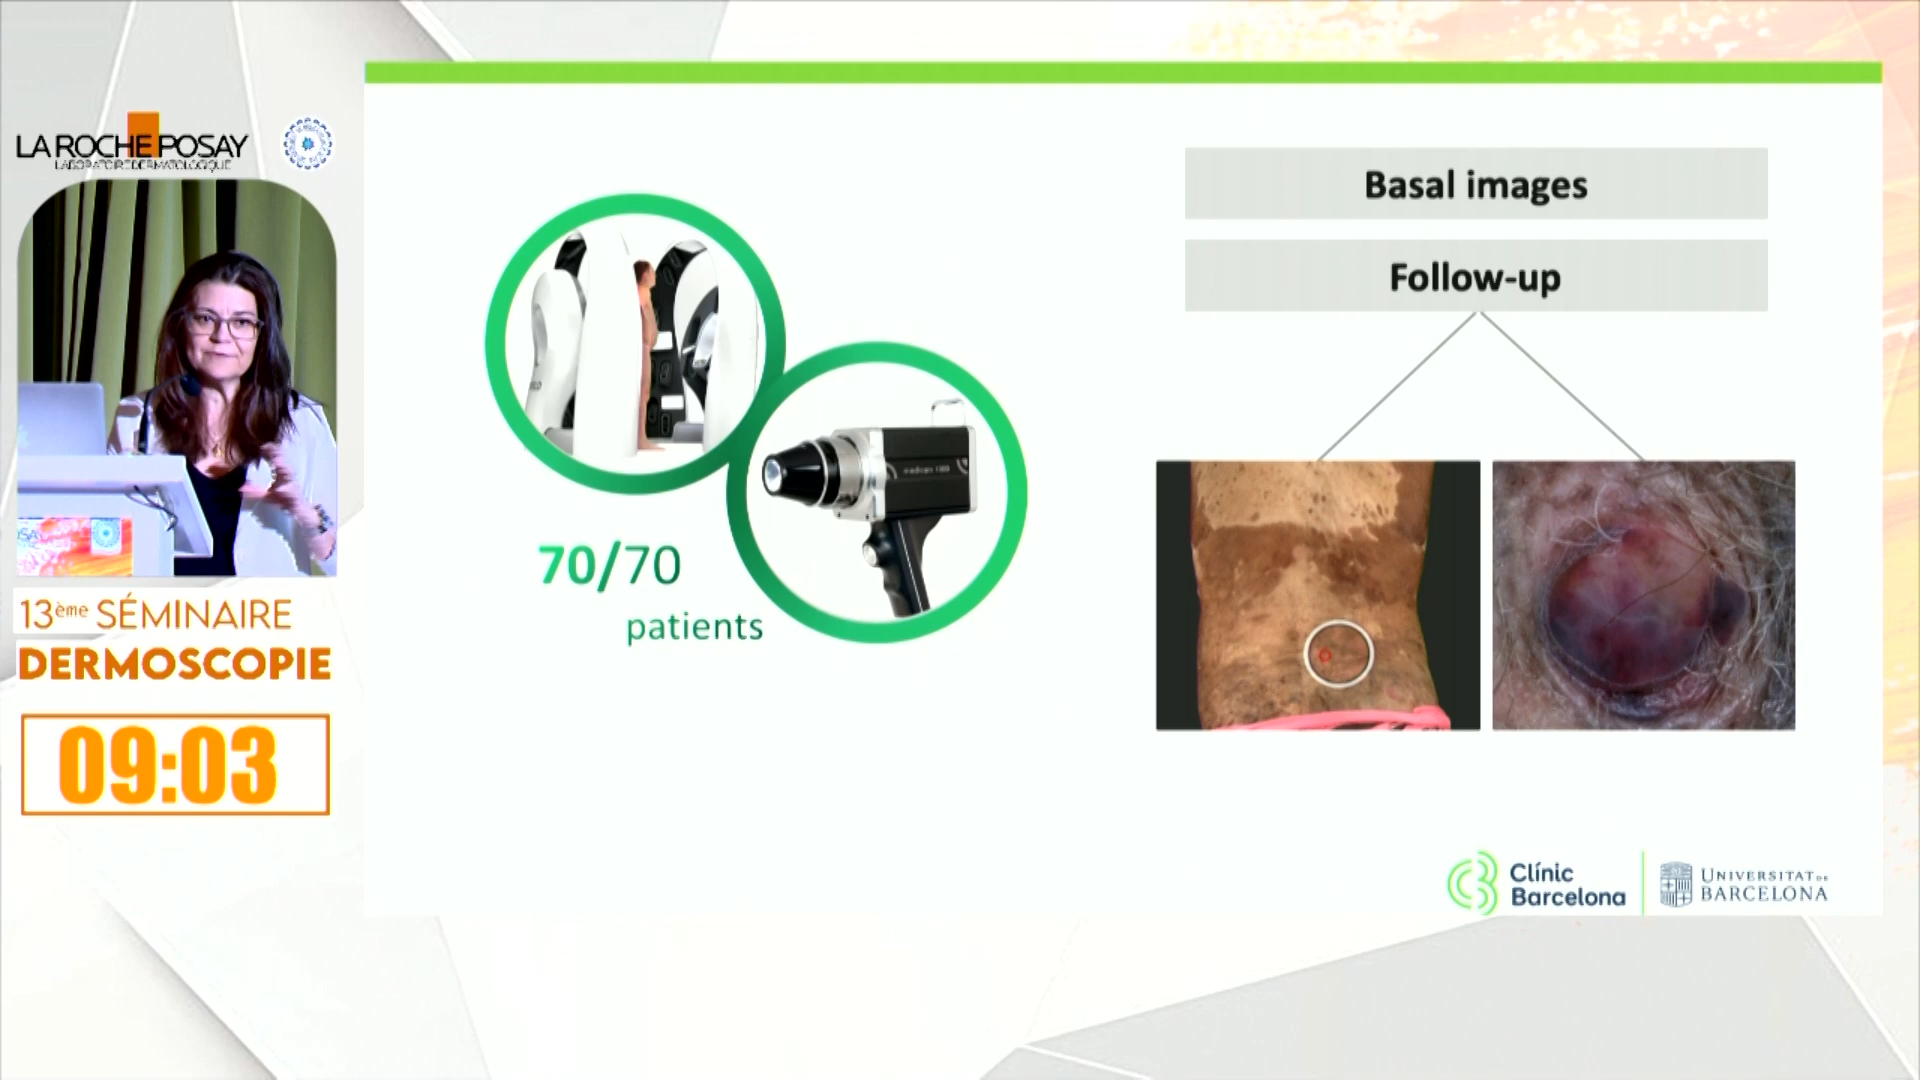 LA ROCHE POSAY
LABORATOIRE DERMATOLOGIQUE
13ème SÉMINAIRE
DERMOSCOPIE
09:03
70/70
patients
Basal images
Follow-up
Clínic
Barcelona
UNIVERSITAT DE
BARCELONA